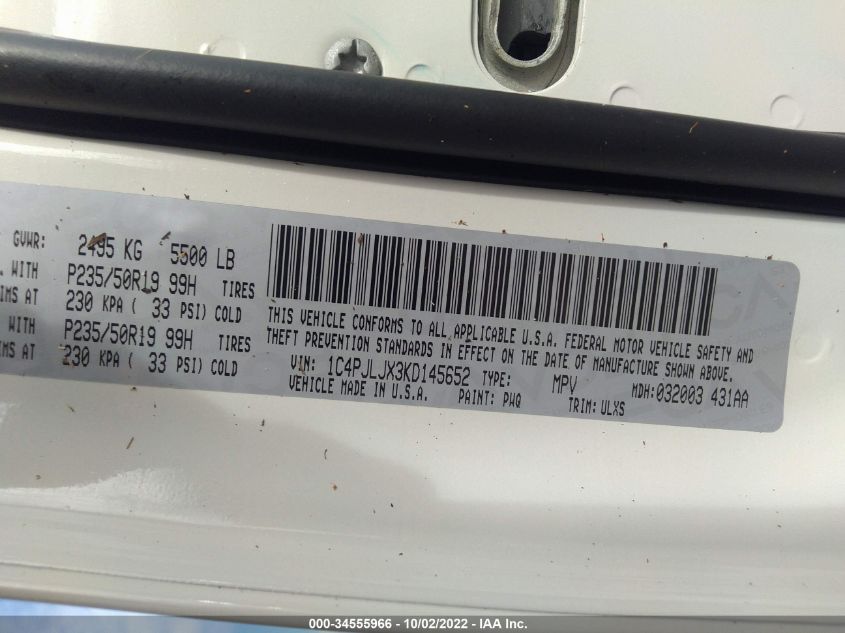 GVWR: 2495 KG 5500 LB
WITH P235/50R19 99H TIRES
IMS AT 230 KPA ( 33 PSI) COLD
WITH P235/50R19 99H TIRES
IMS AT 230 KPA ( 33 PSI) COLD
THIS VEHICLE CONFORMS TO ALL APPLICABLE U.S.A. FEDERAL MOTOR VEHICLE SAFETY AND
THEFT PREVENTION STANDARDS IN EFFECT ON THE DATE OF MANUFACTURE SHOWN ABOVE.
VIN: 1C4PJLJX3KD145652 TYPE: MPV MDH:032003 431AA
VEHICLE MADE IN U.S.A. PAINT: PWQ TRIM: ULXS
000-34555966 - 10/02/2022 - IAA Inc.